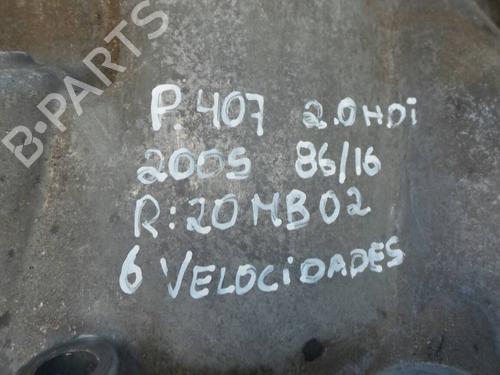 B-PARTS
P.407 2.0HDi
2005 86/16
R:20MB02
6 VELOCIDADES